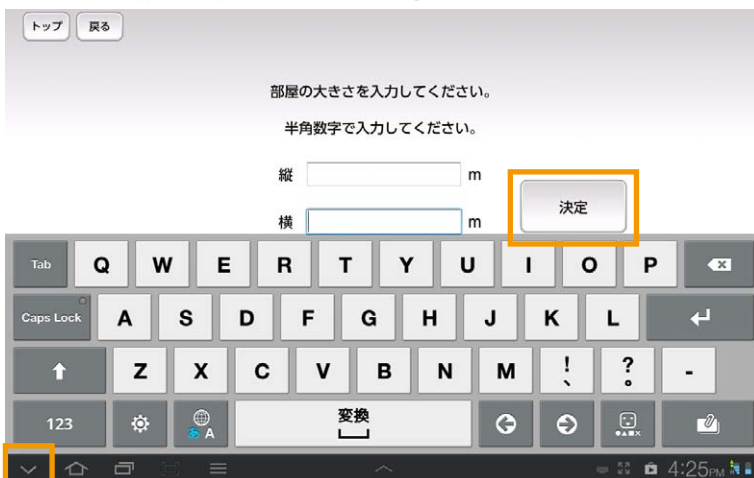 トップ 戻る
部屋の大きさを入力してください。
半角数字で入力してください。
縦 m
横 m
決定
Tab Q W E R T Y U I O P
Caps Lock A S D F G H J K L
Z X C V B N M ! 、 ? 。 -
123 あ A 変換
4:25PM